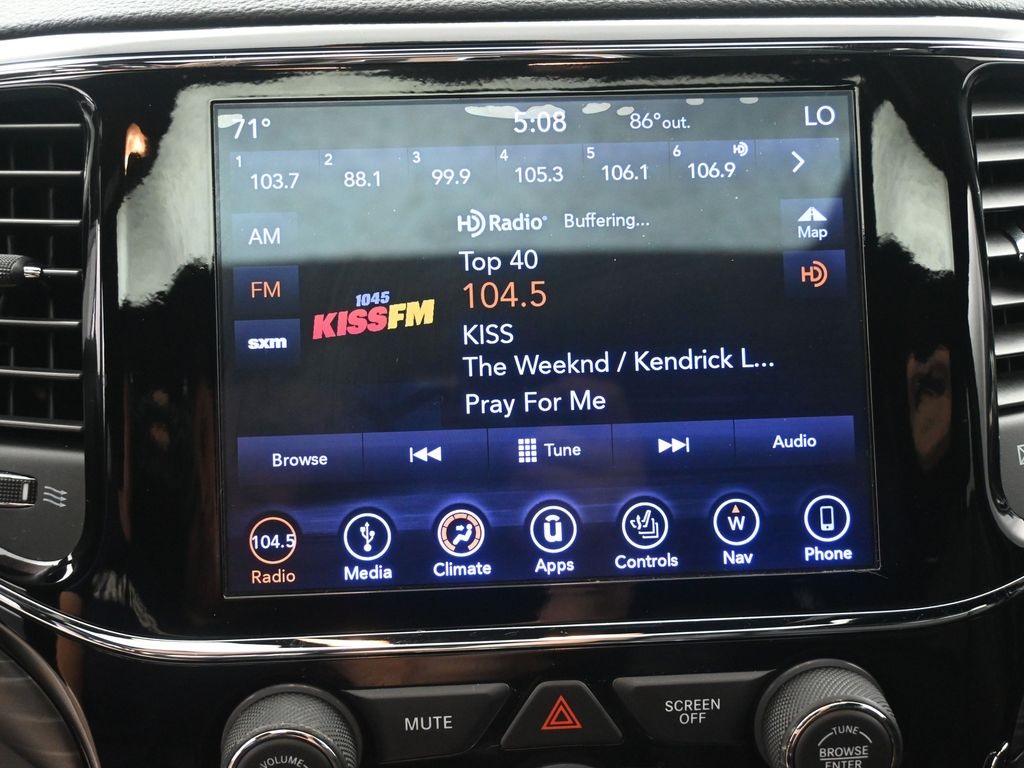 71° 5:08 86°out. LO
1 103.7 2 88.1 3 99.9 4 105.3 5 106.1 6 106.9 HD
AM HD Radio® Buffering... Map
Top 40
FM 104.5 HD
1045
KISSFM
KISS
sxm The Weeknd / Kendrick L...
Pray For Me
Browse Tune Audio
104.5 W
Radio Media Climate Apps Controls Nav Phone
MUTE SCREEN
OFF
VOLUME TUNE
BROWSE
ENTER